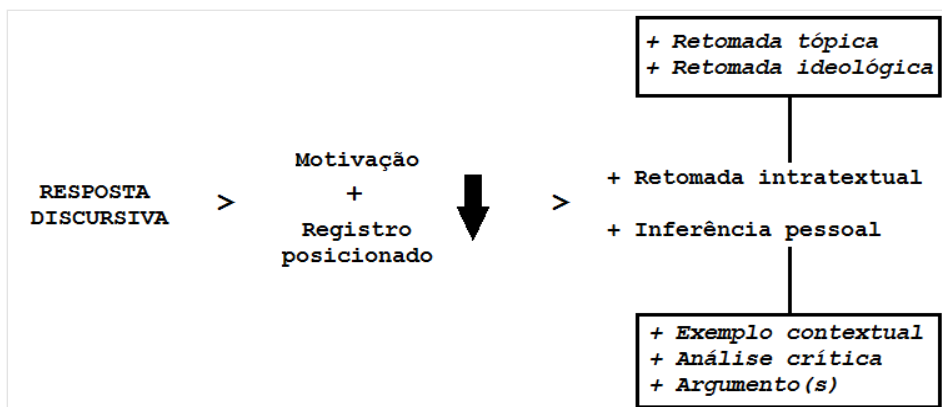 + Retomada tópica
+ Retomada ideológica
RESPOSTA
DISCURSIVA
>
Motivação
+
Registro
posicionado
>
+ Retomada intratextual
+ Inferência pessoal
+ Exemplo contextual
+ Análise crítica
+ Argumento(s)